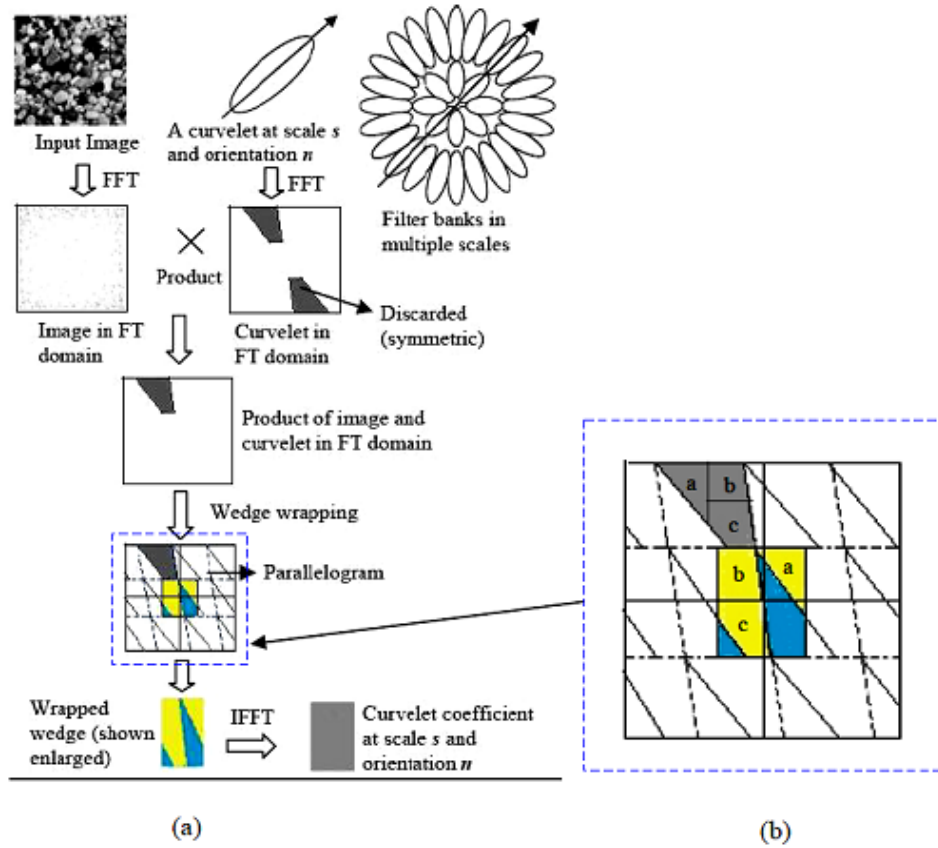 Input Image
A curvelet at scale s
and orientation n
FFT
FFT
Filter banks in
multiple scales
Product
Image in FT
domain
Curvelet in
FT domain
Discarded
(symmetric)
Product of image and
curvelet in FT domain
Wedge wrapping
Parallelogram
Wrapped
wedge (shown
enlarged)
IFFT
Curvelet coefficient
at scale s and
orientation n
(a)
a
b
c
b
a
c
(b)